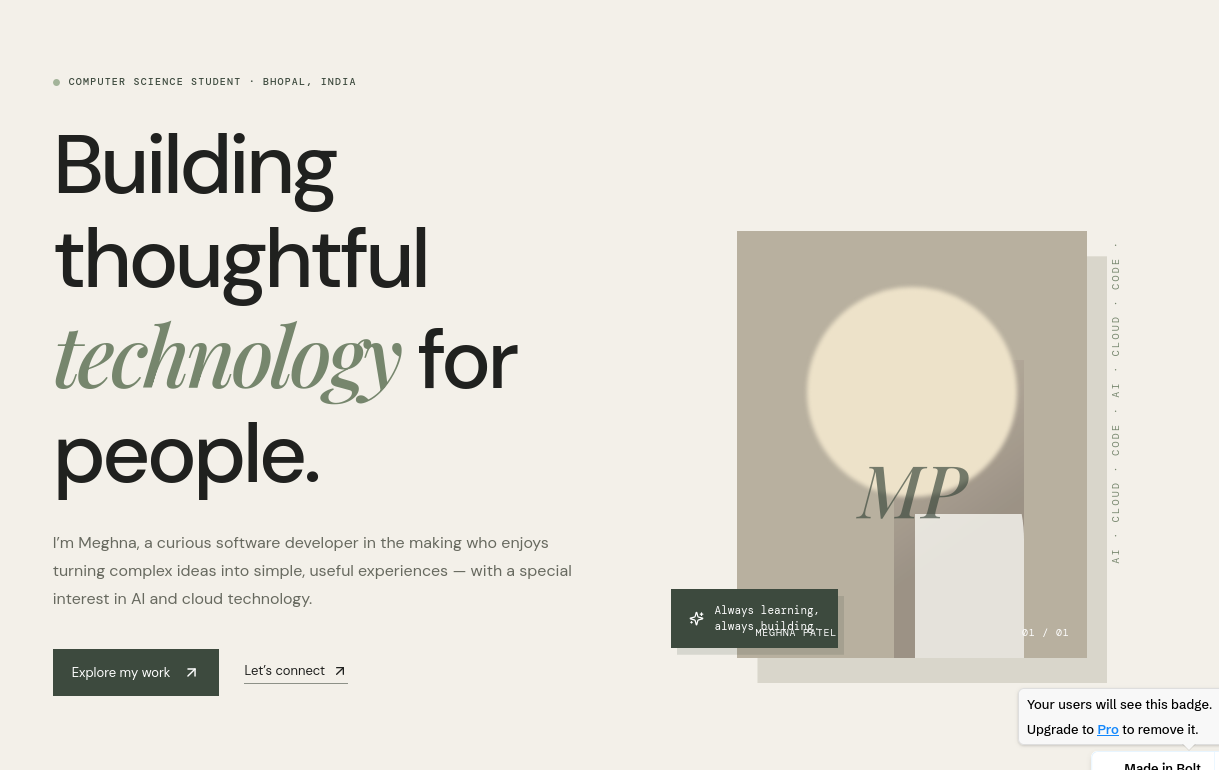 COMPUTER SCIENCE STUDENT · BHOPAL, INDIA
Building
thoughtful
technology for
people.
I’m Meghna, a curious software developer in the making who enjoys
turning complex ideas into simple, useful experiences — with a special
interest in AI and cloud technology.
Explore my work
Let’s connect
MP
Always learning,
always building.
MEGHNA PATEL
01 / 01
AI · CLOUD · CODE · AI · CLOUD · CODE ·
Your users will see this badge.
Upgrade to Pro to remove it.
Made in Bolt